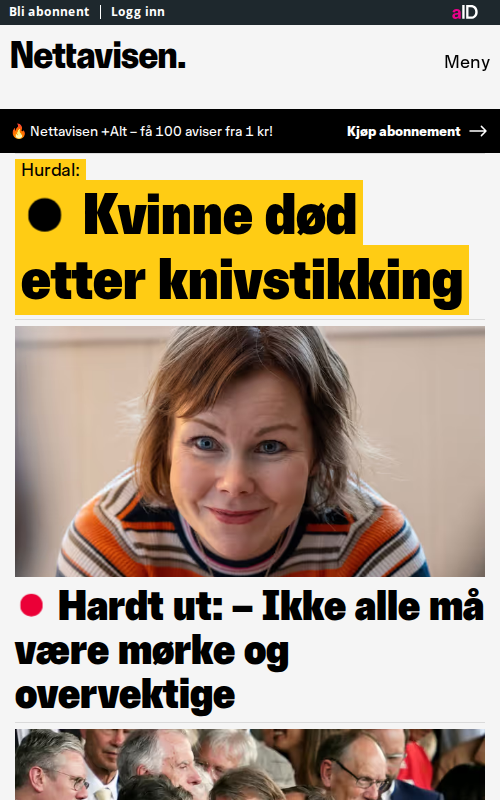 Bli abonnent | Logg inn
aID
Nettavisen.
Meny
🔥 Nettavisen +Alt – få 100 aviser fra 1 kr!
Kjøp abonnement →
Hurdal:
● Kvinne død
etter knivstikking
● Hardt ut: – Ikke alle må
være mørke og
overvektige